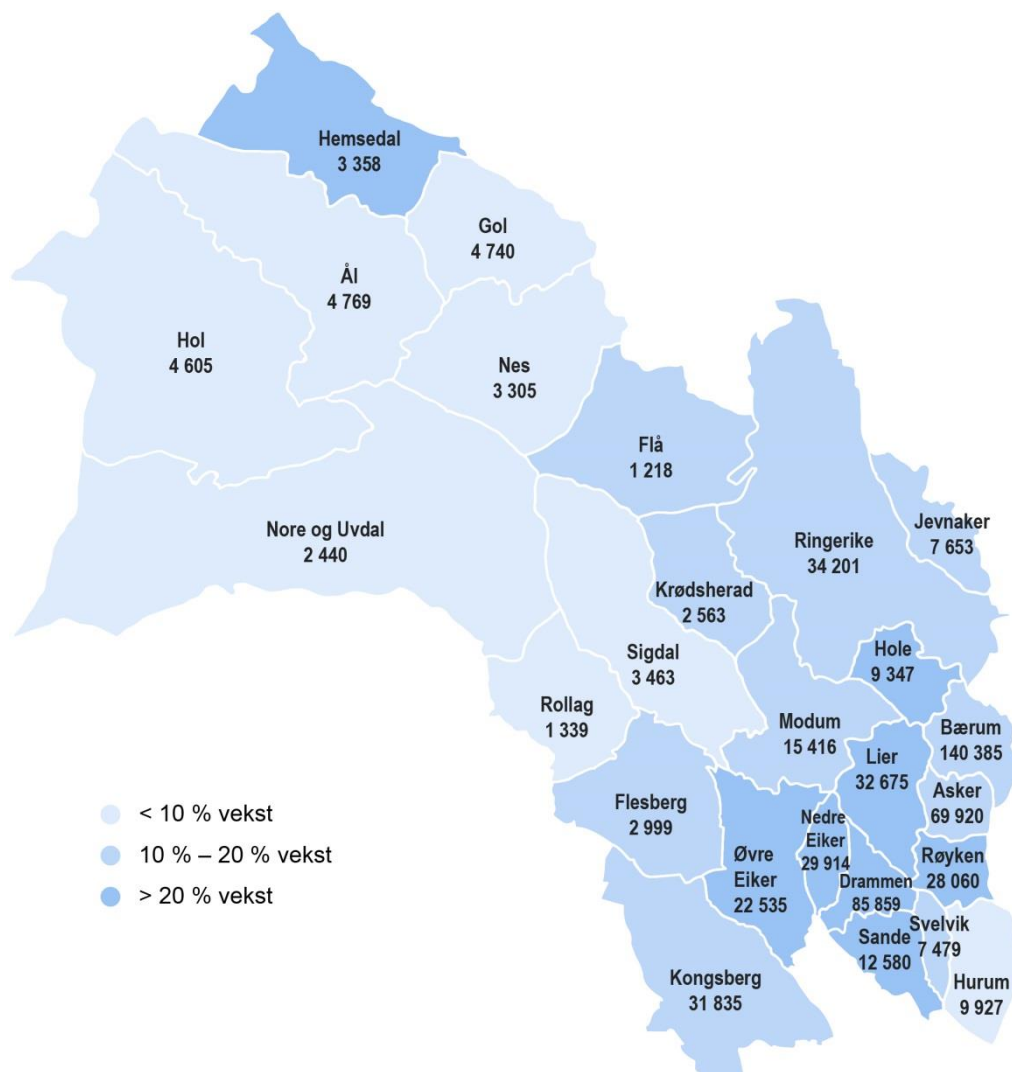 Hemsedal
3 358
Gol
4 740
Ål
4 769
Hol
4 605
Nes
3 305
Flå
1 218
Nore og Uvdal
2 440
Jevnaker
7 653
Ringerike
34 201
Krødsherad
2 563
Sigdal
3 463
Hole
9 347
Rollag
1 339
Modum
15 416
Bærum
140 385
Lier
32 675
Asker
69 920
Flesberg
2 999
Nedre
Eiker
29 914
Øvre
Eiker
22 535
Røyken
28 060
Drammen
85 859
Svelvik
7 479
Sande
12 580
Kongsberg
31 835
Hurum
9 927
< 10 % vekst
10 % – 20 % vekst
> 20 % vekst